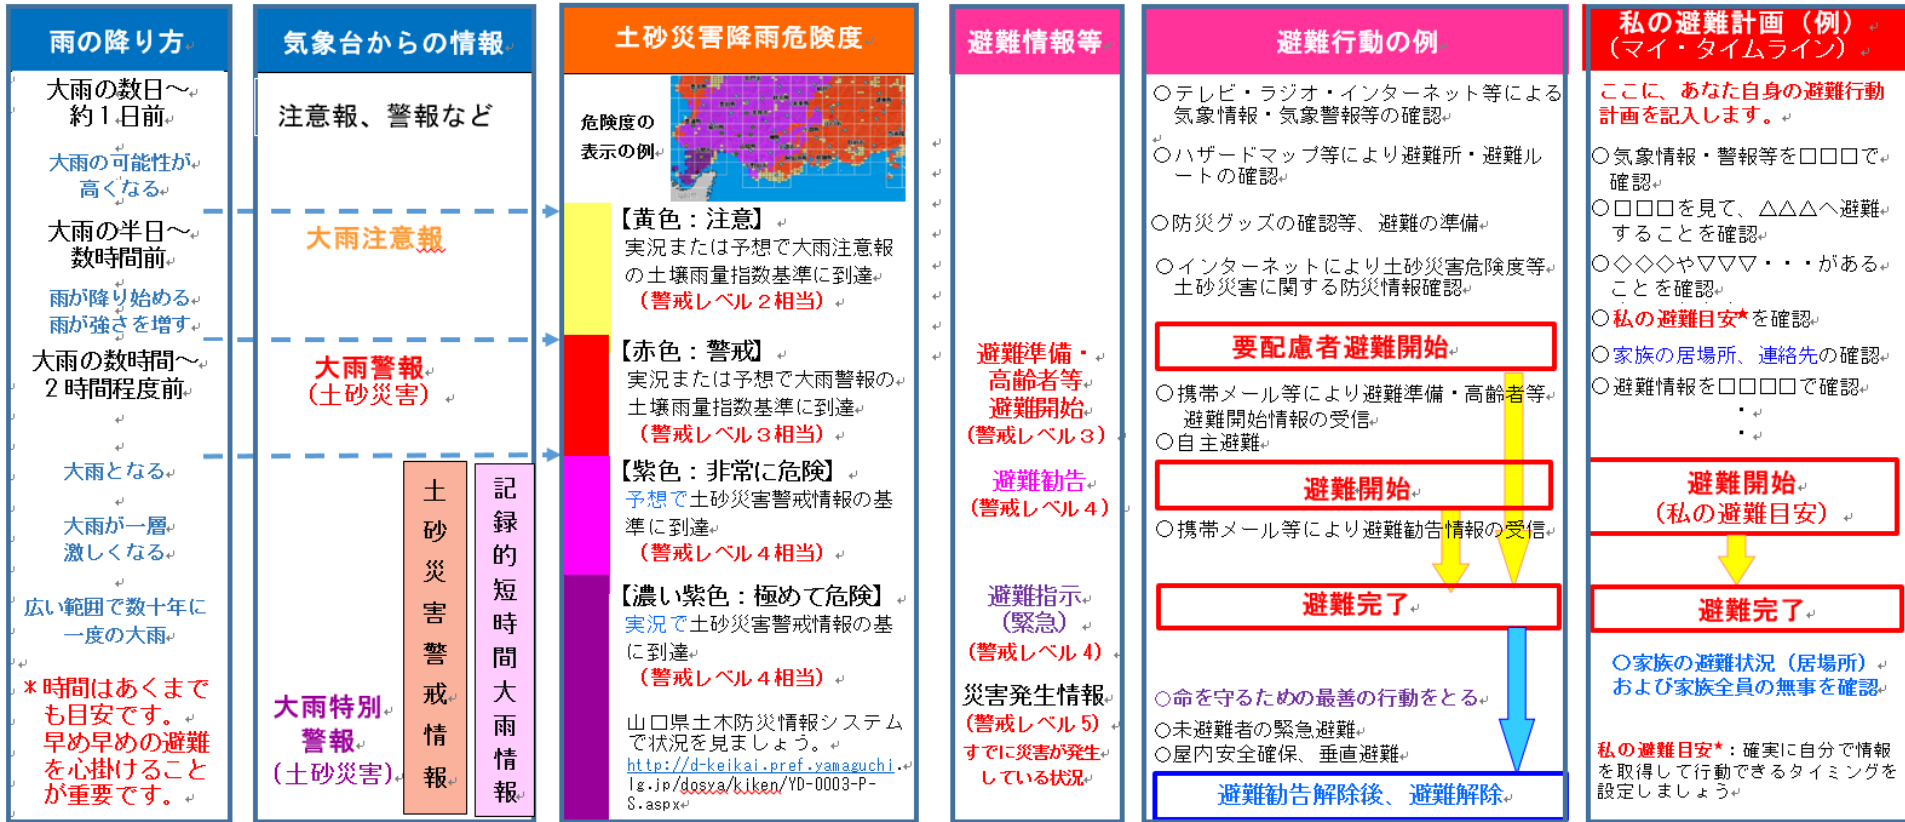 雨の降り方
大雨の数日～
約１日前
大雨の可能性が
高くなる
大雨の半日～
数時間前
雨が降り始める
雨が強さを増す
大雨の数時間～
２時間程度前
大雨となる
大雨が一層
激しくなる
広い範囲で数十年に
一度の大雨
＊時間はあくまで
も目安です。
早め早めの避難
を心掛けること
が重要です。
気象台からの情報
注意報、警報など
大雨注意報
大雨警報
（土砂災害）
土砂災害警戒情報
記録的短時間大雨情報
大雨特別
警報
（土砂災害）
土砂災害降雨危険度
危険度の
表示の例
【黄色：注意】
実況または予想で大雨注意報
の土壌雨量指数基準に到達
（警戒レベル２相当）
【赤色：警戒】
実況または予想で大雨警報の
土壌雨量指数基準に到達
（警戒レベル３相当）
【紫色：非常に危険】
予想で土砂災害警戒情報の基
準に到達
（警戒レベル４相当）
【濃い紫色：極めて危険】
実況で土砂災害警戒情報の基
に到達
（警戒レベル４相当）
山口県土木防災情報システム
で状況を見ましょう。
http://d-keikai.pref.yamaguchi.
lg.jp/dosya/kiken/YD-0003-P-
S.aspx
避難情報等
避難準備・
高齢者等
避難開始
（警戒レベル３）
避難勧告
（警戒レベル４）
避難指示
（緊急）
（警戒レベル4）
災害発生情報
（警戒レベル5）
すでに災害が発生
している状況
避難行動の例
○テレビ・ラジオ・インターネット等による
気象情報・気象警報等の確認
○ハザードマップ等により避難所・避難ル
ートの確認
○防災グッズの確認等、避難の準備
○インターネットにより土砂災害危険度等
土砂災害に関する防災情報確認
要配慮者避難開始
○携帯メール等により避難準備・高齢者等
避難開始情報の受信
○自主避難
避難開始
○携帯メール等により避難勧告情報の受信
避難完了
○命を守るための最善の行動をとる
○未避難者の緊急避難
○屋内安全確保、垂直避難
避難勧告解除後、避難解除
私の避難計画（例）
（マイ・タイムライン）
ここに、あなた自身の避難行動
計画を記入します。
○気象情報・警報等を□□□で
確認
○□□□を見て、△△△へ避難
することを確認
○◇◇◇や▽▽▽・・・がある
ことを確認
○私の避難目安★を確認
○家族の居場所、連絡先の確認
○避難情報を□□□□で確認
・
・
避難開始
（私の避難目安）
避難完了
○家族の避難状況（居場所）
および家族全員の無事を確認
私の避難目安★：確実に自分で情報
を取得して行動できるタイミングを
設定しましょう